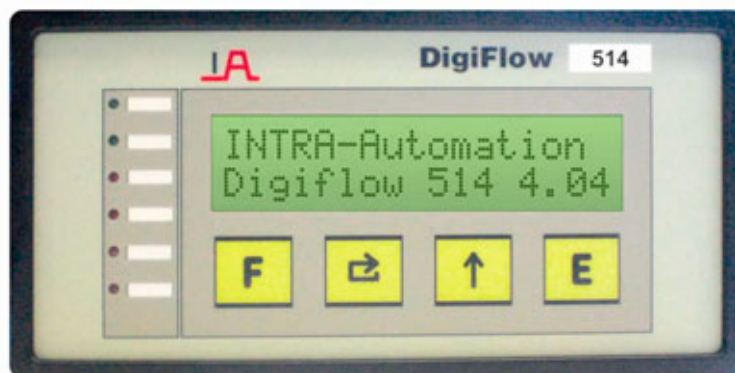 IA
DigiFlow 514
INTRA-Automation
Digiflow 514 4.04
F
E